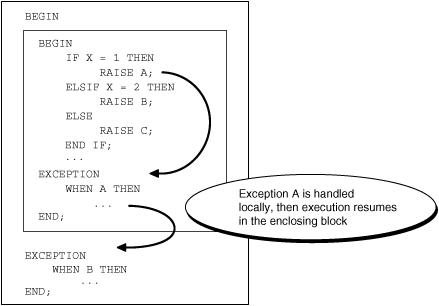 BEGIN
BEGIN
IF X = 1 THEN
RAISE A;
ELSIF X = 2 THEN
RAISE B;
ELSE
RAISE C;
END IF;
...
EXCEPTION
WHEN A THEN
...
END;
Exception A is handled
locally, then execution resumes
in the enclosing block
EXCEPTION
WHEN B THEN
...
END;